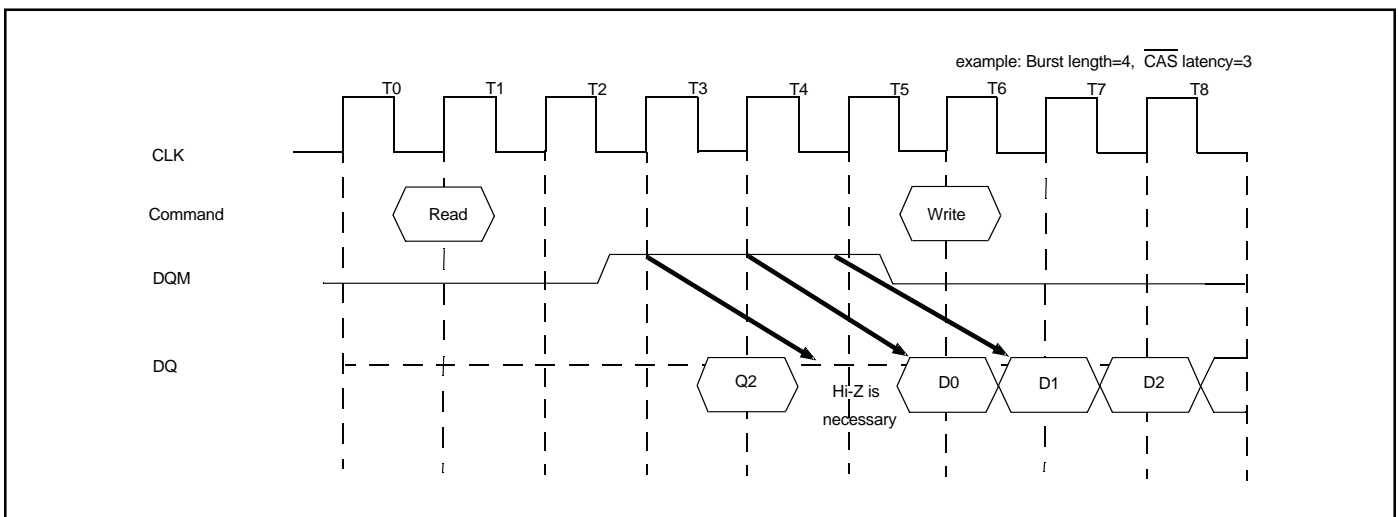 example: Burst length=4, CAS latency=3
T0 T1 T2 T3 T4 T5 T6 T7 T8
CLK
Command Read Write
DQM
DQ Q2 D0 D1 D2
Hi-Z is
necessary